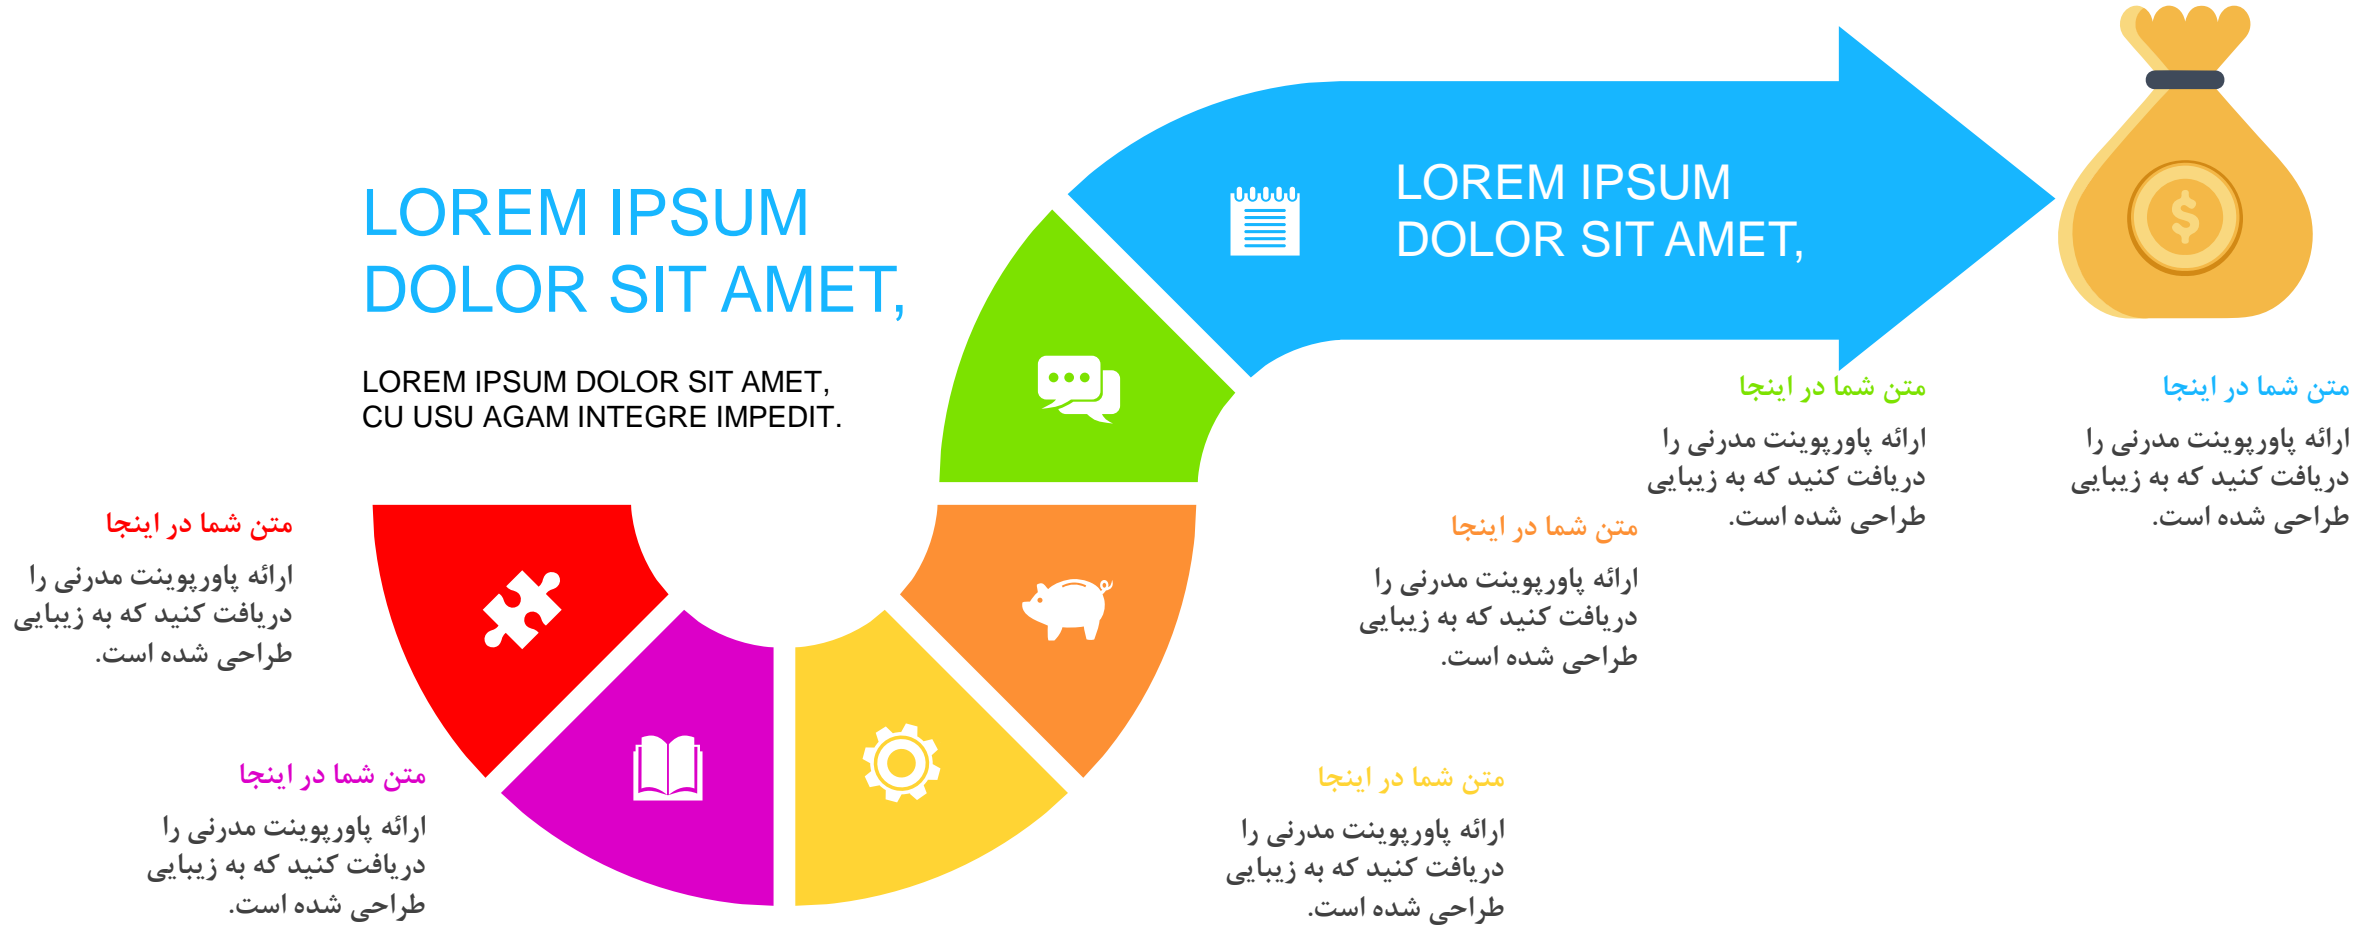 LOREM IPSUM
DOLOR SIT AMET,
LOREM IPSUM DOLOR SIT AMET,
CU USU AGAM INTEGRE IMPEDIT.
LOREM IPSUM
DOLOR SIT AMET,
$
متن شما در اینجا
ارائه پاورپوینت مدرنی را
دریافت کنید که به زیبایی
طراحی شده است.
متن شما در اینجا
ارائه پاورپوینت مدرنی را
دریافت کنید که به زیبایی
طراحی شده است.
متن شما در اینجا
ارائه پاورپوینت مدرنی را
دریافت کنید که به زیبایی
طراحی شده است.
متن شما در اینجا
ارائه پاورپوینت مدرنی را
دریافت کنید که به زیبایی
طراحی شده است.
متن شما در اینجا
ارائه پاورپوینت مدرنی را
دریافت کنید که به زیبایی
طراحی شده است.
متن شما در اینجا
ارائه پاورپوینت مدرنی را
دریافت کنید که به زیبایی
طراحی شده است.